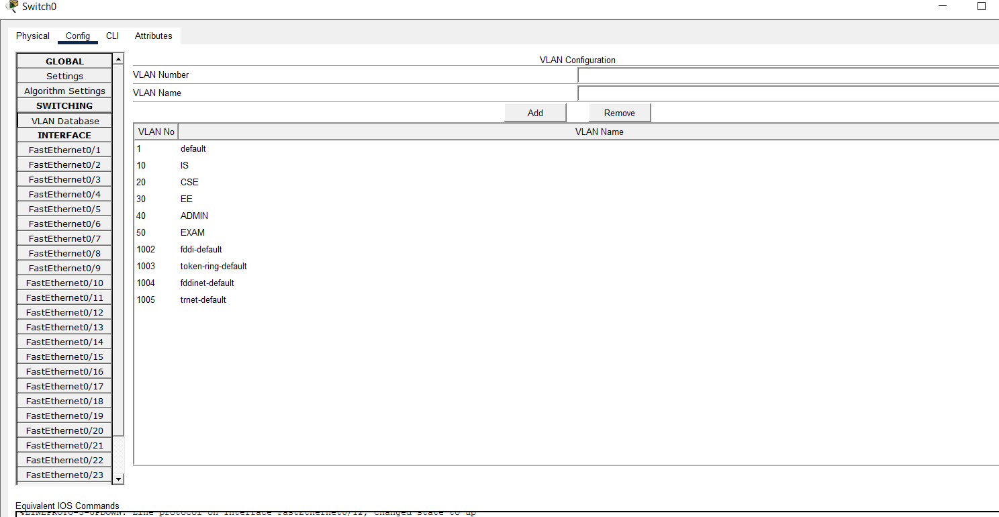 Switch0
Physical Config CLI Attributes
GLOBAL
Settings
Algorithm Settings
SWITCHING
VLAN Database
INTERFACE
FastEthernet0/1
FastEthernet0/2
FastEthernet0/3
FastEthernet0/4
FastEthernet0/5
FastEthernet0/6
FastEthernet0/7
FastEthernet0/8
FastEthernet0/9
FastEthernet0/10
FastEthernet0/11
FastEthernet0/12
FastEthernet0/13
FastEthernet0/14
FastEthernet0/15
FastEthernet0/16
FastEthernet0/17
FastEthernet0/18
FastEthernet0/19
FastEthernet0/20
FastEthernet0/21
FastEthernet0/22
FastEthernet0/23
VLAN Configuration
VLAN Number
VLAN Name
Add Remove
VLAN No VLAN Name
1 default
10 IS
20 CSE
30 EE
40 ADMIN
50 EXAM
1002 fddi-default
1003 token-ring-default
1004 fddinet-default
1005 trnet-default
Equivalent IOS Commands
%LINEPROTO-5-UPDOWN: Line protocol on Interface FastEthernet0/12, changed state to up